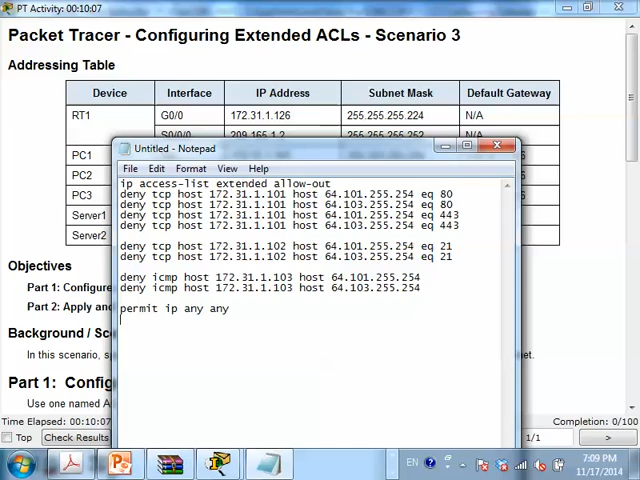 PT Activity: 00:10:07
Packet Tracer - Configuring Extended ACLs - Scenario 3
Addressing Table
Device Interface IP Address Subnet Mask Default Gateway
RT1 G0/0 172.31.1.126 255.255.255.224 N/A
S0/0/0 209.165.1.2 255.255.255.252 N/A
PC1
PC2
PC3
Server1
Server2
Untitled - Notepad
File Edit Format View Help
ip access-list extended allow-out
deny tcp host 172.31.1.101 host 64.101.255.254 eq 80
deny tcp host 172.31.1.101 host 64.103.255.254 eq 80
deny tcp host 172.31.1.101 host 64.101.255.254 eq 443
deny tcp host 172.31.1.101 host 64.103.255.254 eq 443
deny tcp host 172.31.1.102 host 64.101.255.254 eq 21
deny tcp host 172.31.1.102 host 64.103.255.254 eq 21
deny icmp host 172.31.1.103 host 64.101.255.254
deny icmp host 172.31.1.103 host 64.103.255.254
permit ip any any
Objectives
Part 1: Configure
Part 2: Apply and
Background / Sce
In this scenario, s
net.
Part 1: Config
Use one named A
Time Elapsed: 00:10:07 Completion: 0/100
Top Check Results 1/1 >
EN 7:09 PM
11/17/2014